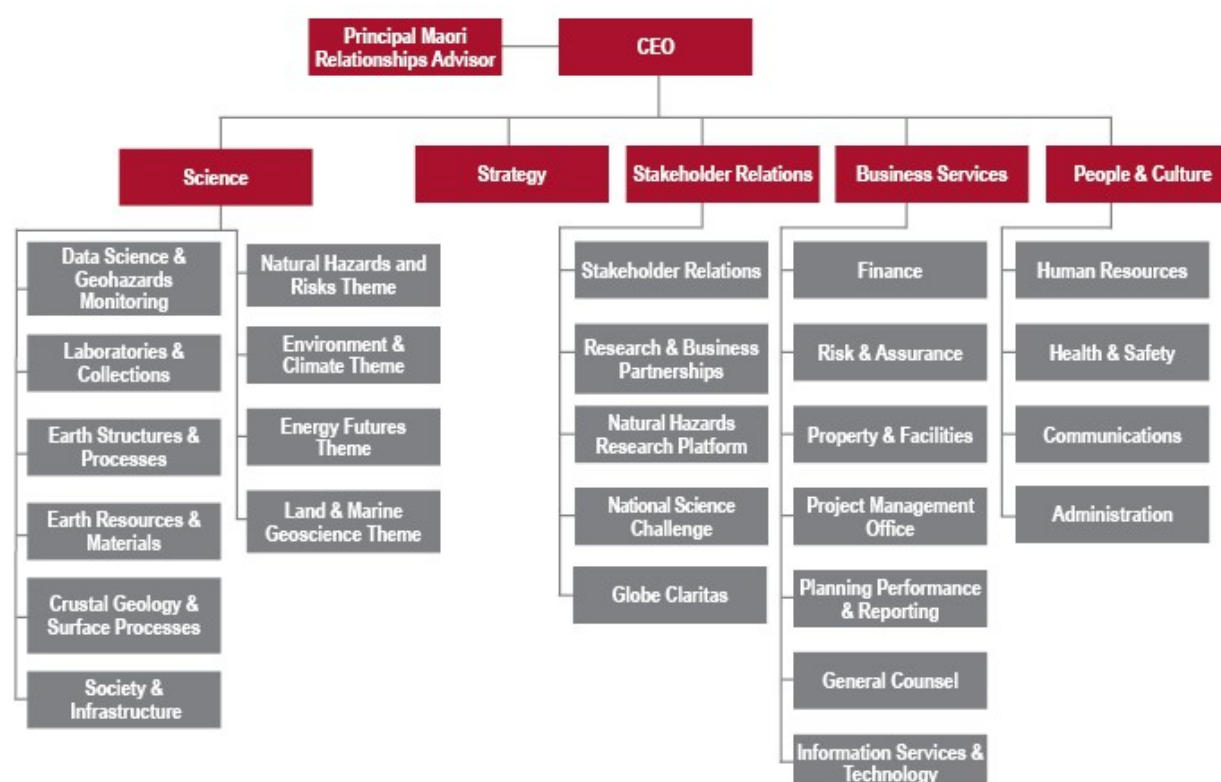 Principal Maori
Relationships Advisor
CEO
Science
Strategy
Stakeholder Relations
Business Services
People & Culture
Data Science &
Geohazards
Monitoring
Laboratories &
Collections
Earth Structures &
Processes
Earth Resources &
Materials
Crustal Geology &
Surface Processes
Society &
Infrastructure
Natural Hazards and
Risks Theme
Environment &
Climate Theme
Energy Futures
Theme
Land & Marine
Geoscience Theme
Stakeholder Relations
Research & Business
Partnerships
Natural Hazards
Research Platform
National Science
Challenge
Globe Claritas
Finance
Risk & Assurance
Property & Facilities
Project Management
Office
Planning Performance
& Reporting
General Counsel
Information Services &
Technology
Human Resources
Health & Safety
Communications
Administration